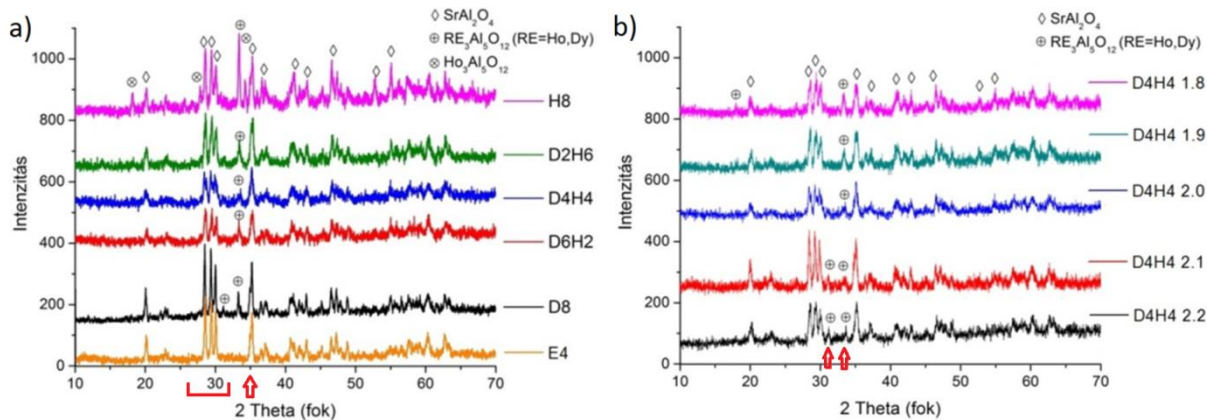 a)
◊ SrAl₂O₄
⊕ RE₃Al₅O₁₂ (RE=Ho,Dy)
⊗ Ho₃Al₅O₁₂
Intenzitás
1000
800
600
400
200
0
H8
D2H6
D4H4
D6H2
D8
E4
10 20 30 40 50 60 70
2 Theta (fok)
b)
◊ SrAl₂O₄
⊕ RE₃Al₅O₁₂ (RE=Ho,Dy)
Intenzitás
1000
800
600
400
200
0
D4H4 1.8
D4H4 1.9
D4H4 2.0
D4H4 2.1
D4H4 2.2
10 20 30 40 50 60 70
2 Theta (fok)